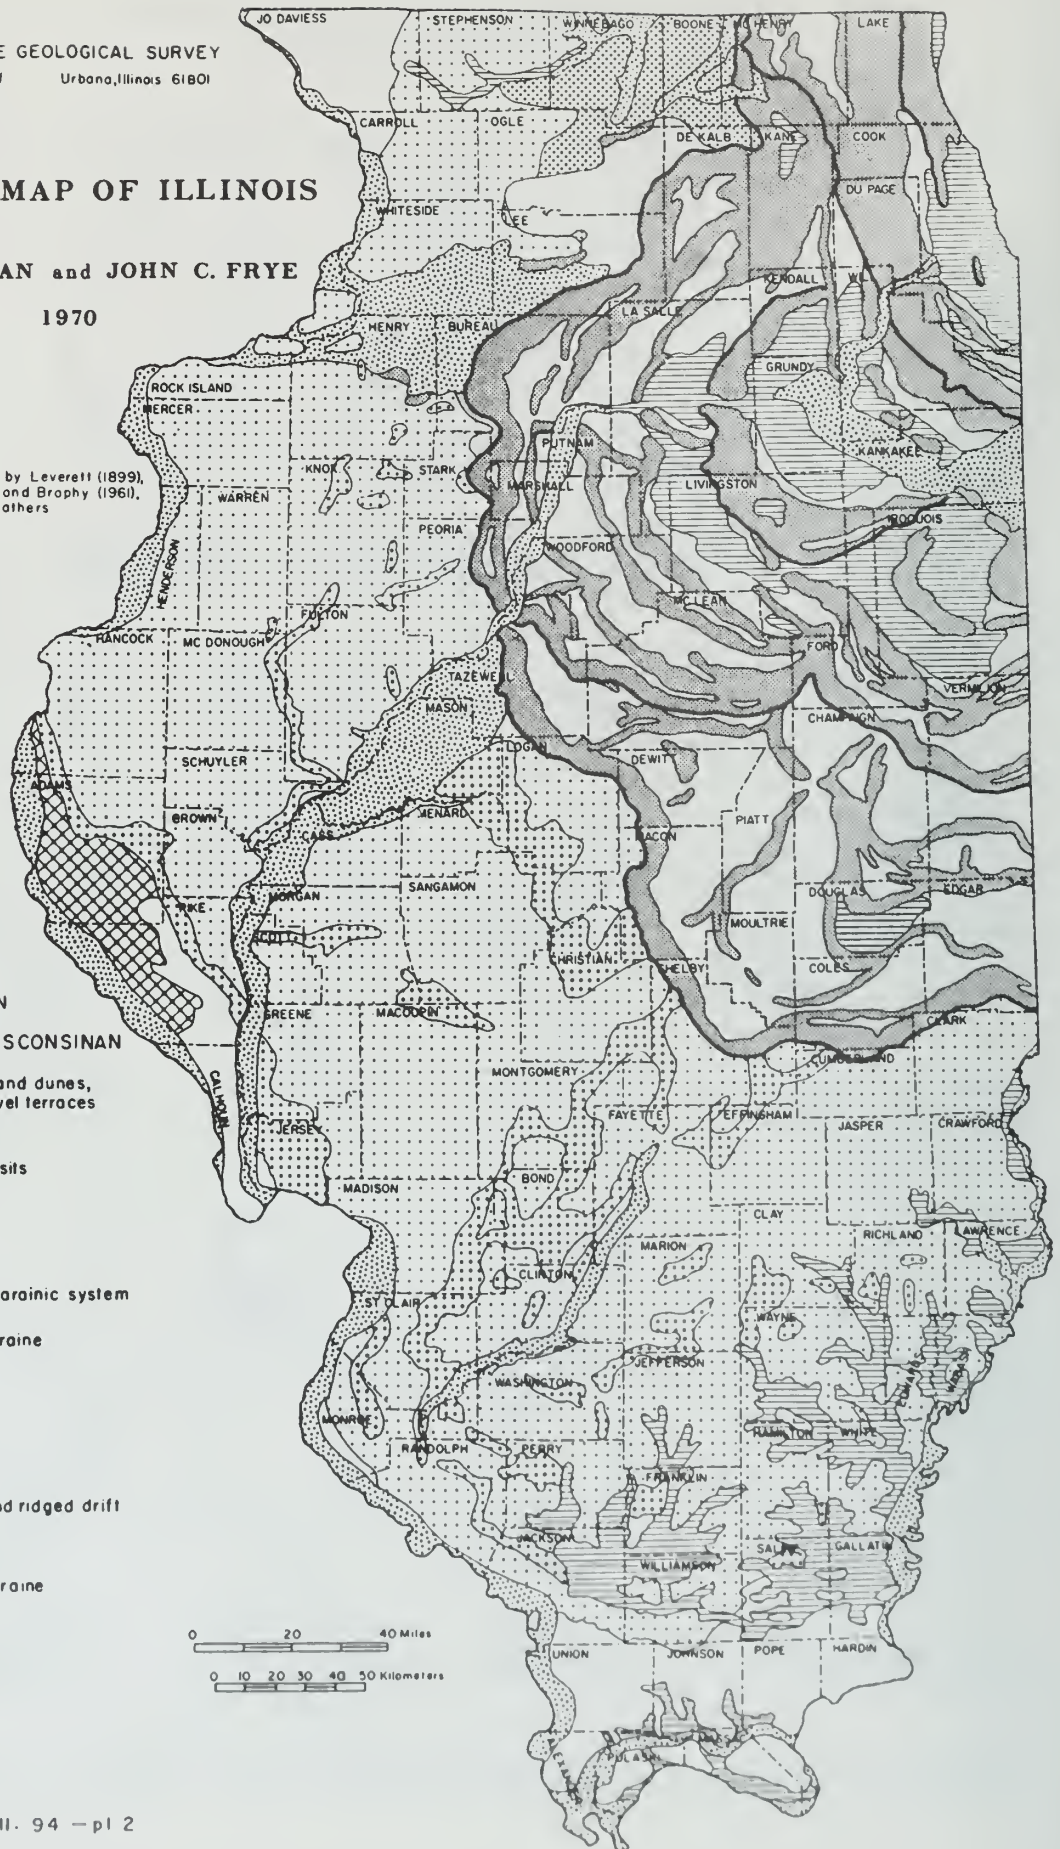 E GEOLOGICAL SURVEY
Urbana, Illinois 61801
MAP OF ILLINOIS
AN and JOHN C. FRYE
1970
by Leverett (1899),
and Brophy (1961),
athers
N
SCONSINAN
and dunes,
vel terraces
sits
arainic system
raine
nd ridged drift
raine
0 20 40 Miles
0 10 20 30 40 50 Kilometers
ll. 94 — pl 2
JO DAVIESS
STEPHENSON
WINNEBAGO
BOONE
MC HENRY
LAKE
CARROLL
OGLE
DE KALB
KANE
COOK
DU PAGE
WHITESIDE
LEE
KENDALL
WILL
LA SALLE
HENRY
BUREAU
GRUNDY
ROCK ISLAND
MERCER
PUTNAM
KANKAKEE
KNOX
STARK
MARSHALL
LIVINGSTON
WARREN
PEORIA
IROQUOIS
HENDERSON
WOODFORD
MC LEAN
FULTON
HANCOCK
MC DONOUGH
FORD
TAZEWELL
VERMILION
MASON
CHAMPAIGN
LOGAN
SCHUYLER
DEWITT
ADAMS
BROWN
CASS
MENARD
MACON
PIATT
SANGAMON
MORGAN
DOUGLAS
EDGAR
PIKE
MOULTRIE
SCOTT
CHRISTIAN
SHELBY
COLES
GREENE
MACOUPIN
CLARK
CUMBERLAND
MONTGOMERY
CALHOUN
FAYETTE
EFFINGHAM
JASPER
CRAWFORD
JERSEY
BOND
MADISON
CLAY
RICHLAND
LAWRENCE
MARION
CLINTON
ST CLAIR
WAYNE
JEFFERSON
EDWARDS
WABASH
WASHINGTON
MONROE
HAMILTON
WHITE
RANDOLPH
PERRY
FRANKLIN
JACKSON
WILLIAMSON
GALLATIN
UNION
JOHNSON
POPE
HARDIN
PULASKI
ALEXANDER